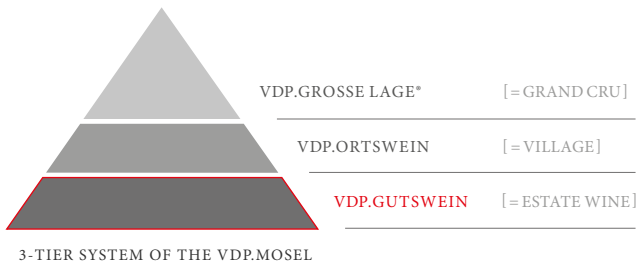 VDP.GROSSE LAGE* [=GRAND CRU]
VDP.ORTSWEIN [=VILLAGE]
VDP.GUTSWEIN [=ESTATE WINE]
3-TIER SYSTEM OF THE VDP.MOSEL